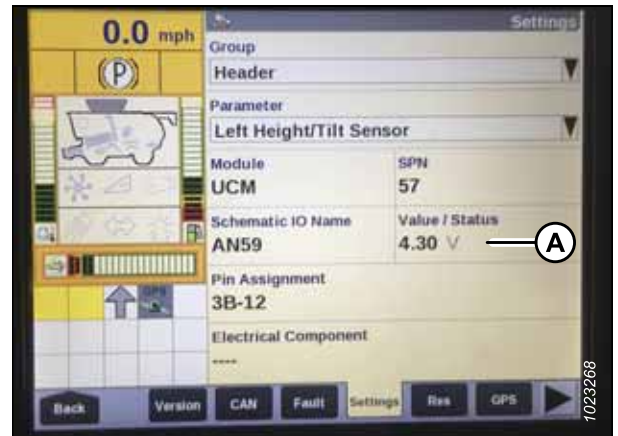 0.0 mph
Settings
Group
(P)
Header
Parameter
Left Height/Tilt Sensor
Module
SPN
UCM
57
Schematic IO Name
Value / Status
AN59
4.30 V
A
Pin Assignment
3B-12
GPS
Electrical Component
----
Back
Version
CAN
Fault
Settings
Res
GPS
1023268